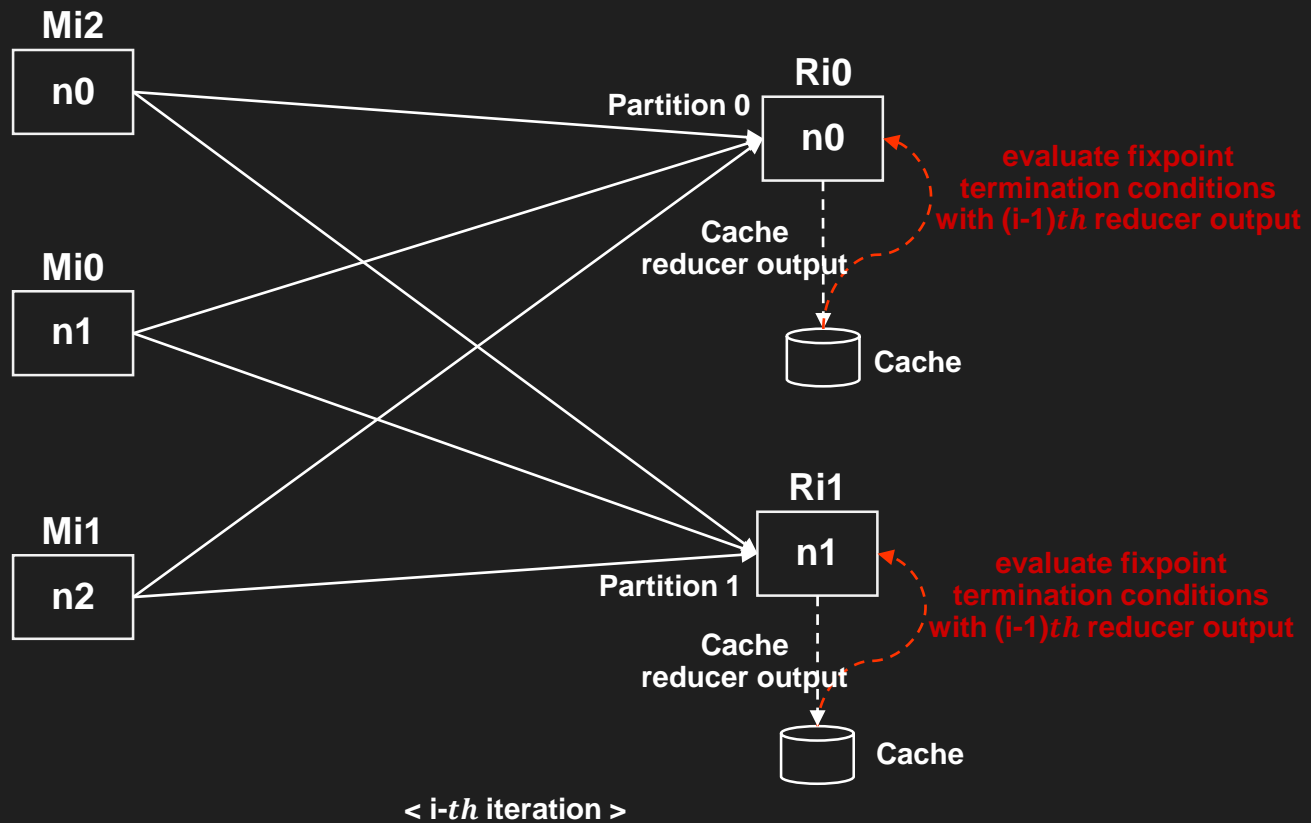 Mi2
n0
Mi0
n1
Mi1
n2
Partition 0
Ri0
n0
evaluate fixpoint
termination conditions
with (i-1)th reducer output
Cache
reducer output
Cache
Partition 1
Ri1
n1
evaluate fixpoint
termination conditions
with (i-1)th reducer output
Cache
reducer output
Cache
< i-th iteration >